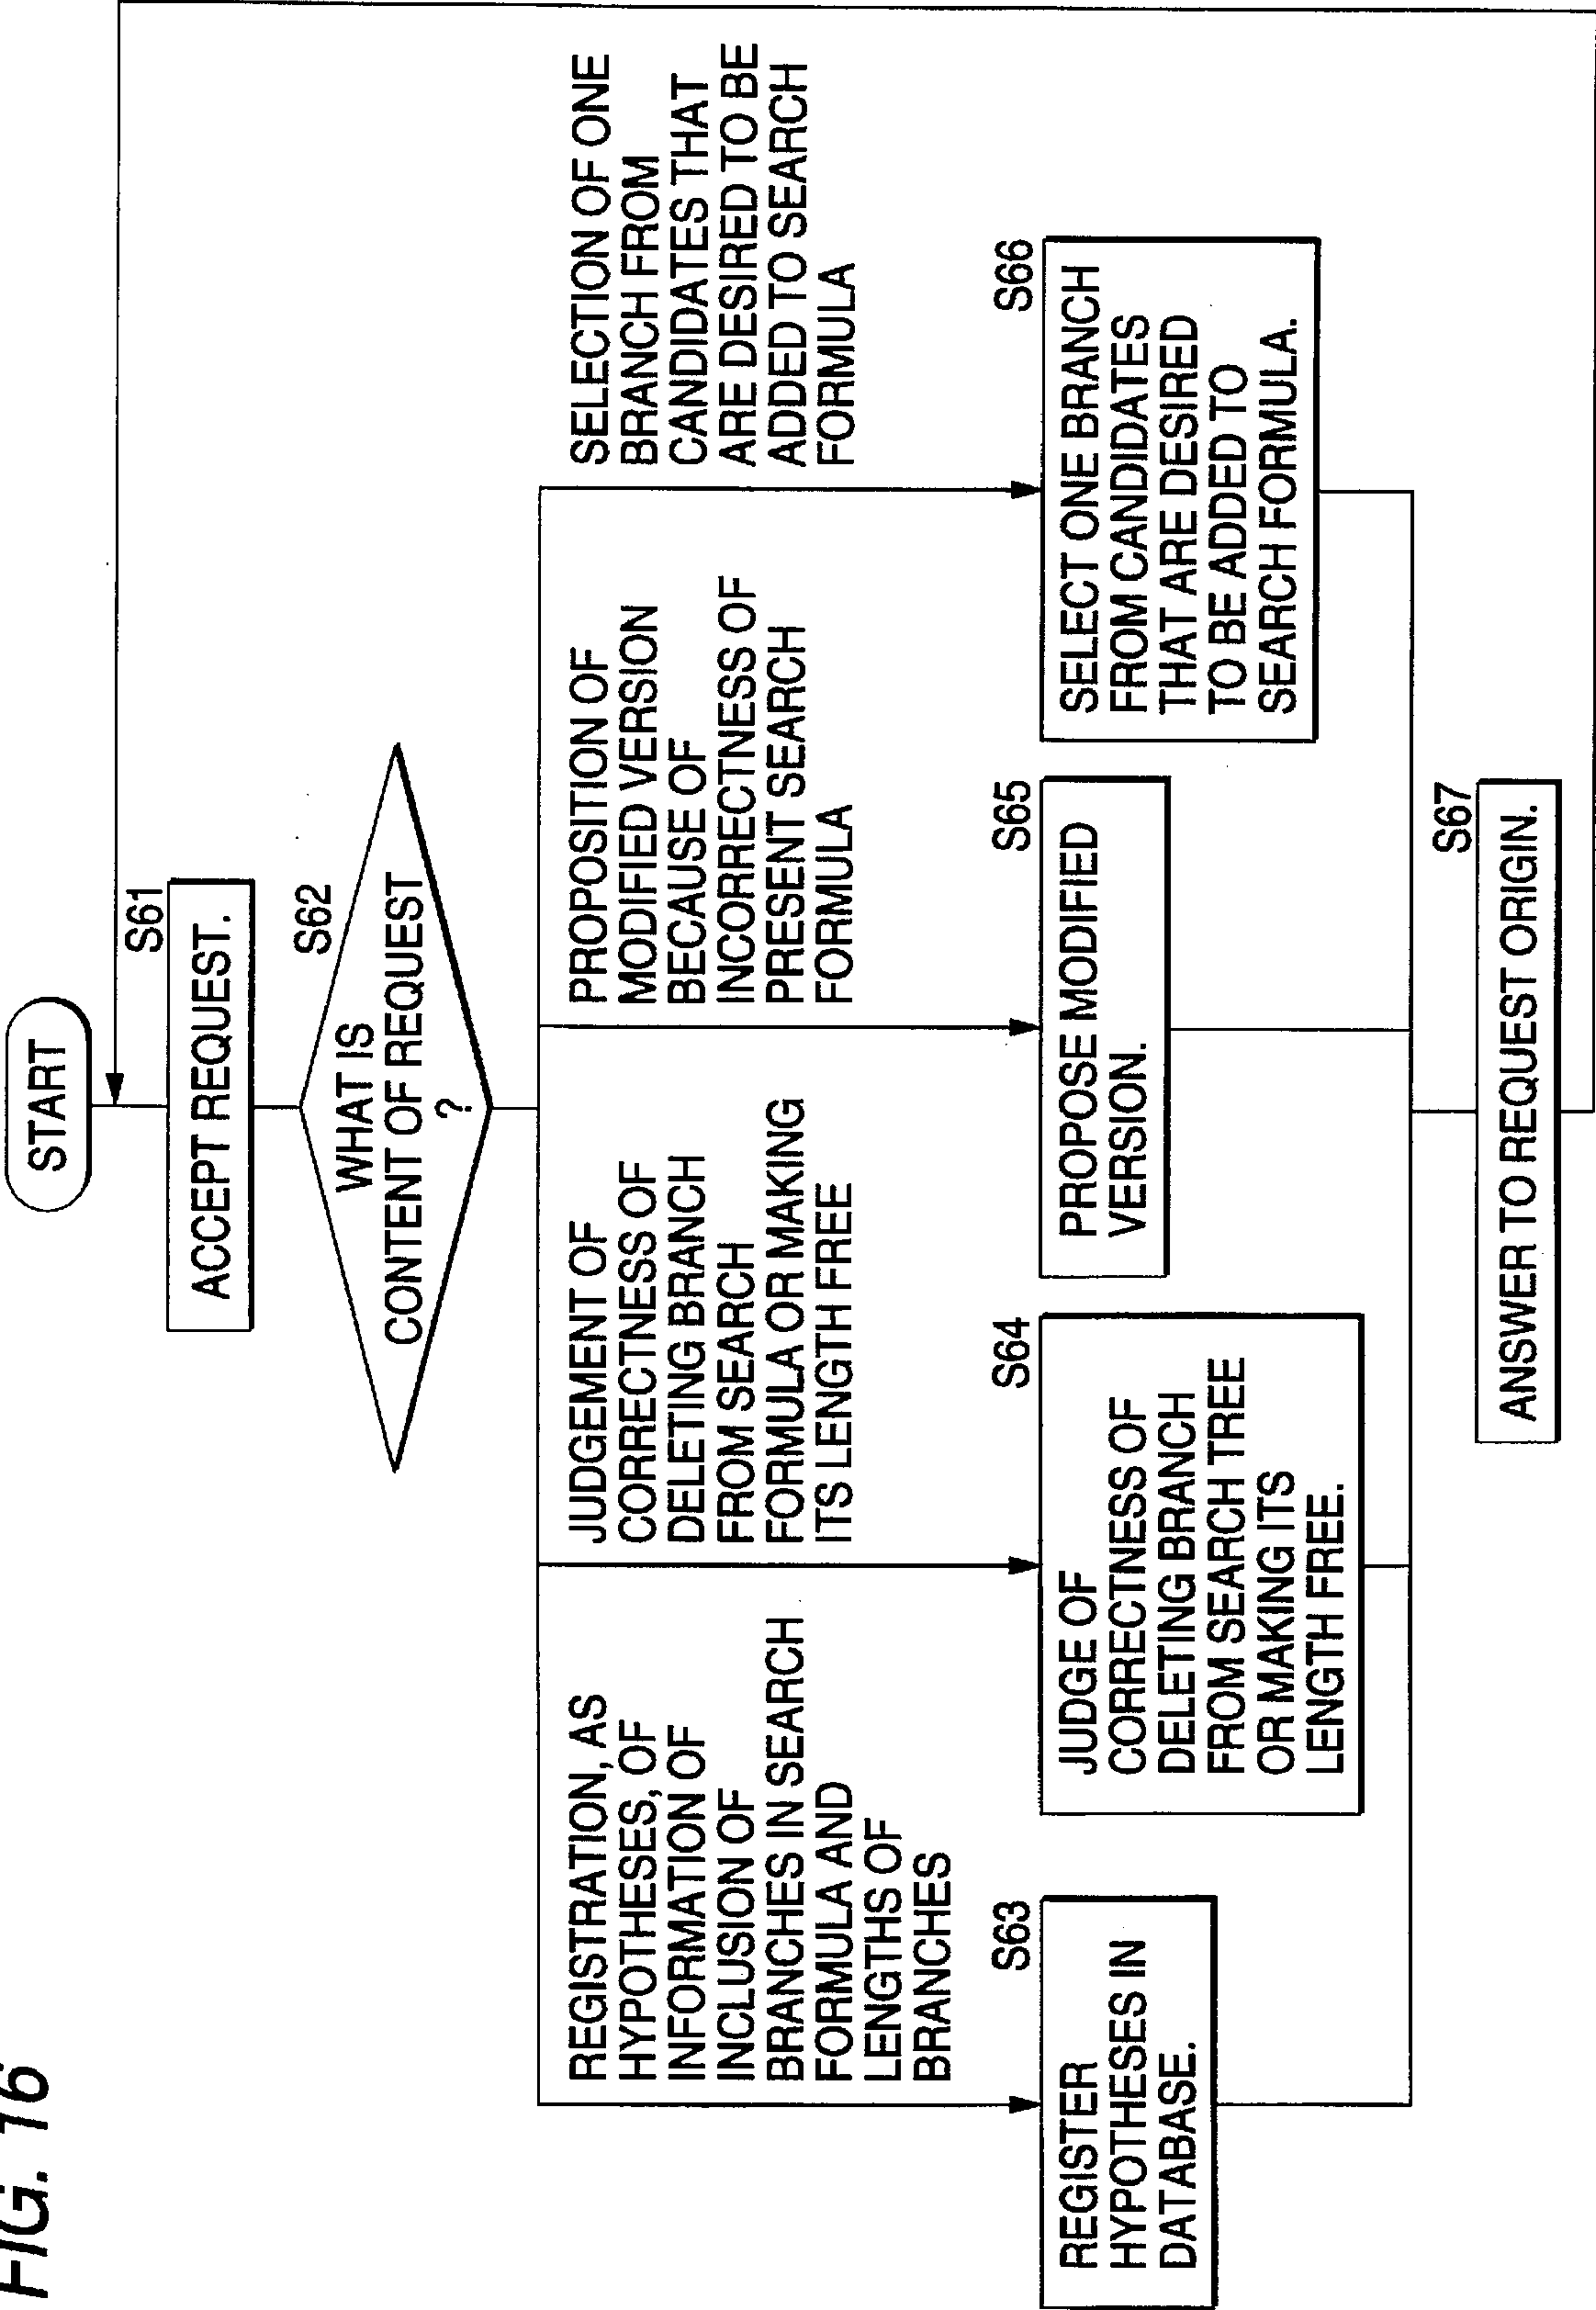 FIG. 16
START
S61
ACCEPT REQUEST.
S62
WHAT IS
CONTENT OF REQUEST
?
REGISTRATION, AS
HYPOTHESES, OF
INFORMATION OF
INCLUSION OF
BRANCHES IN SEARCH
FORMULA AND
LENGTHS OF
BRANCHES
JUDGEMENT OF
CORRECTNESS OF
DELETING BRANCH
FROM SEARCH
FORMULA OR MAKING
ITS LENGTH FREE
PROPOSITION OF
MODIFIED VERSION
BECAUSE OF
INCORRECTNESS OF
PRESENT SEARCH
FORMULA
SELECTION OF ONE
BRANCH FROM
CANDIDATES THAT
ARE DESIRED TO BE
ADDED TO SEARCH
FORMULA
S63
REGISTER
HYPOTHESES IN
DATABASE.
S64
JUDGE OF
CORRECTNESS OF
DELETING BRANCH
FROM SEARCH TREE
OR MAKING ITS
LENGTH FREE.
S65
PROPOSE MODIFIED
VERSION.
S66
SELECT ONE BRANCH
FROM CANDIDATES
THAT ARE DESIRED
TO BE ADDED TO
SEARCH FORMULA.
S67
ANSWER TO REQUEST ORIGIN.